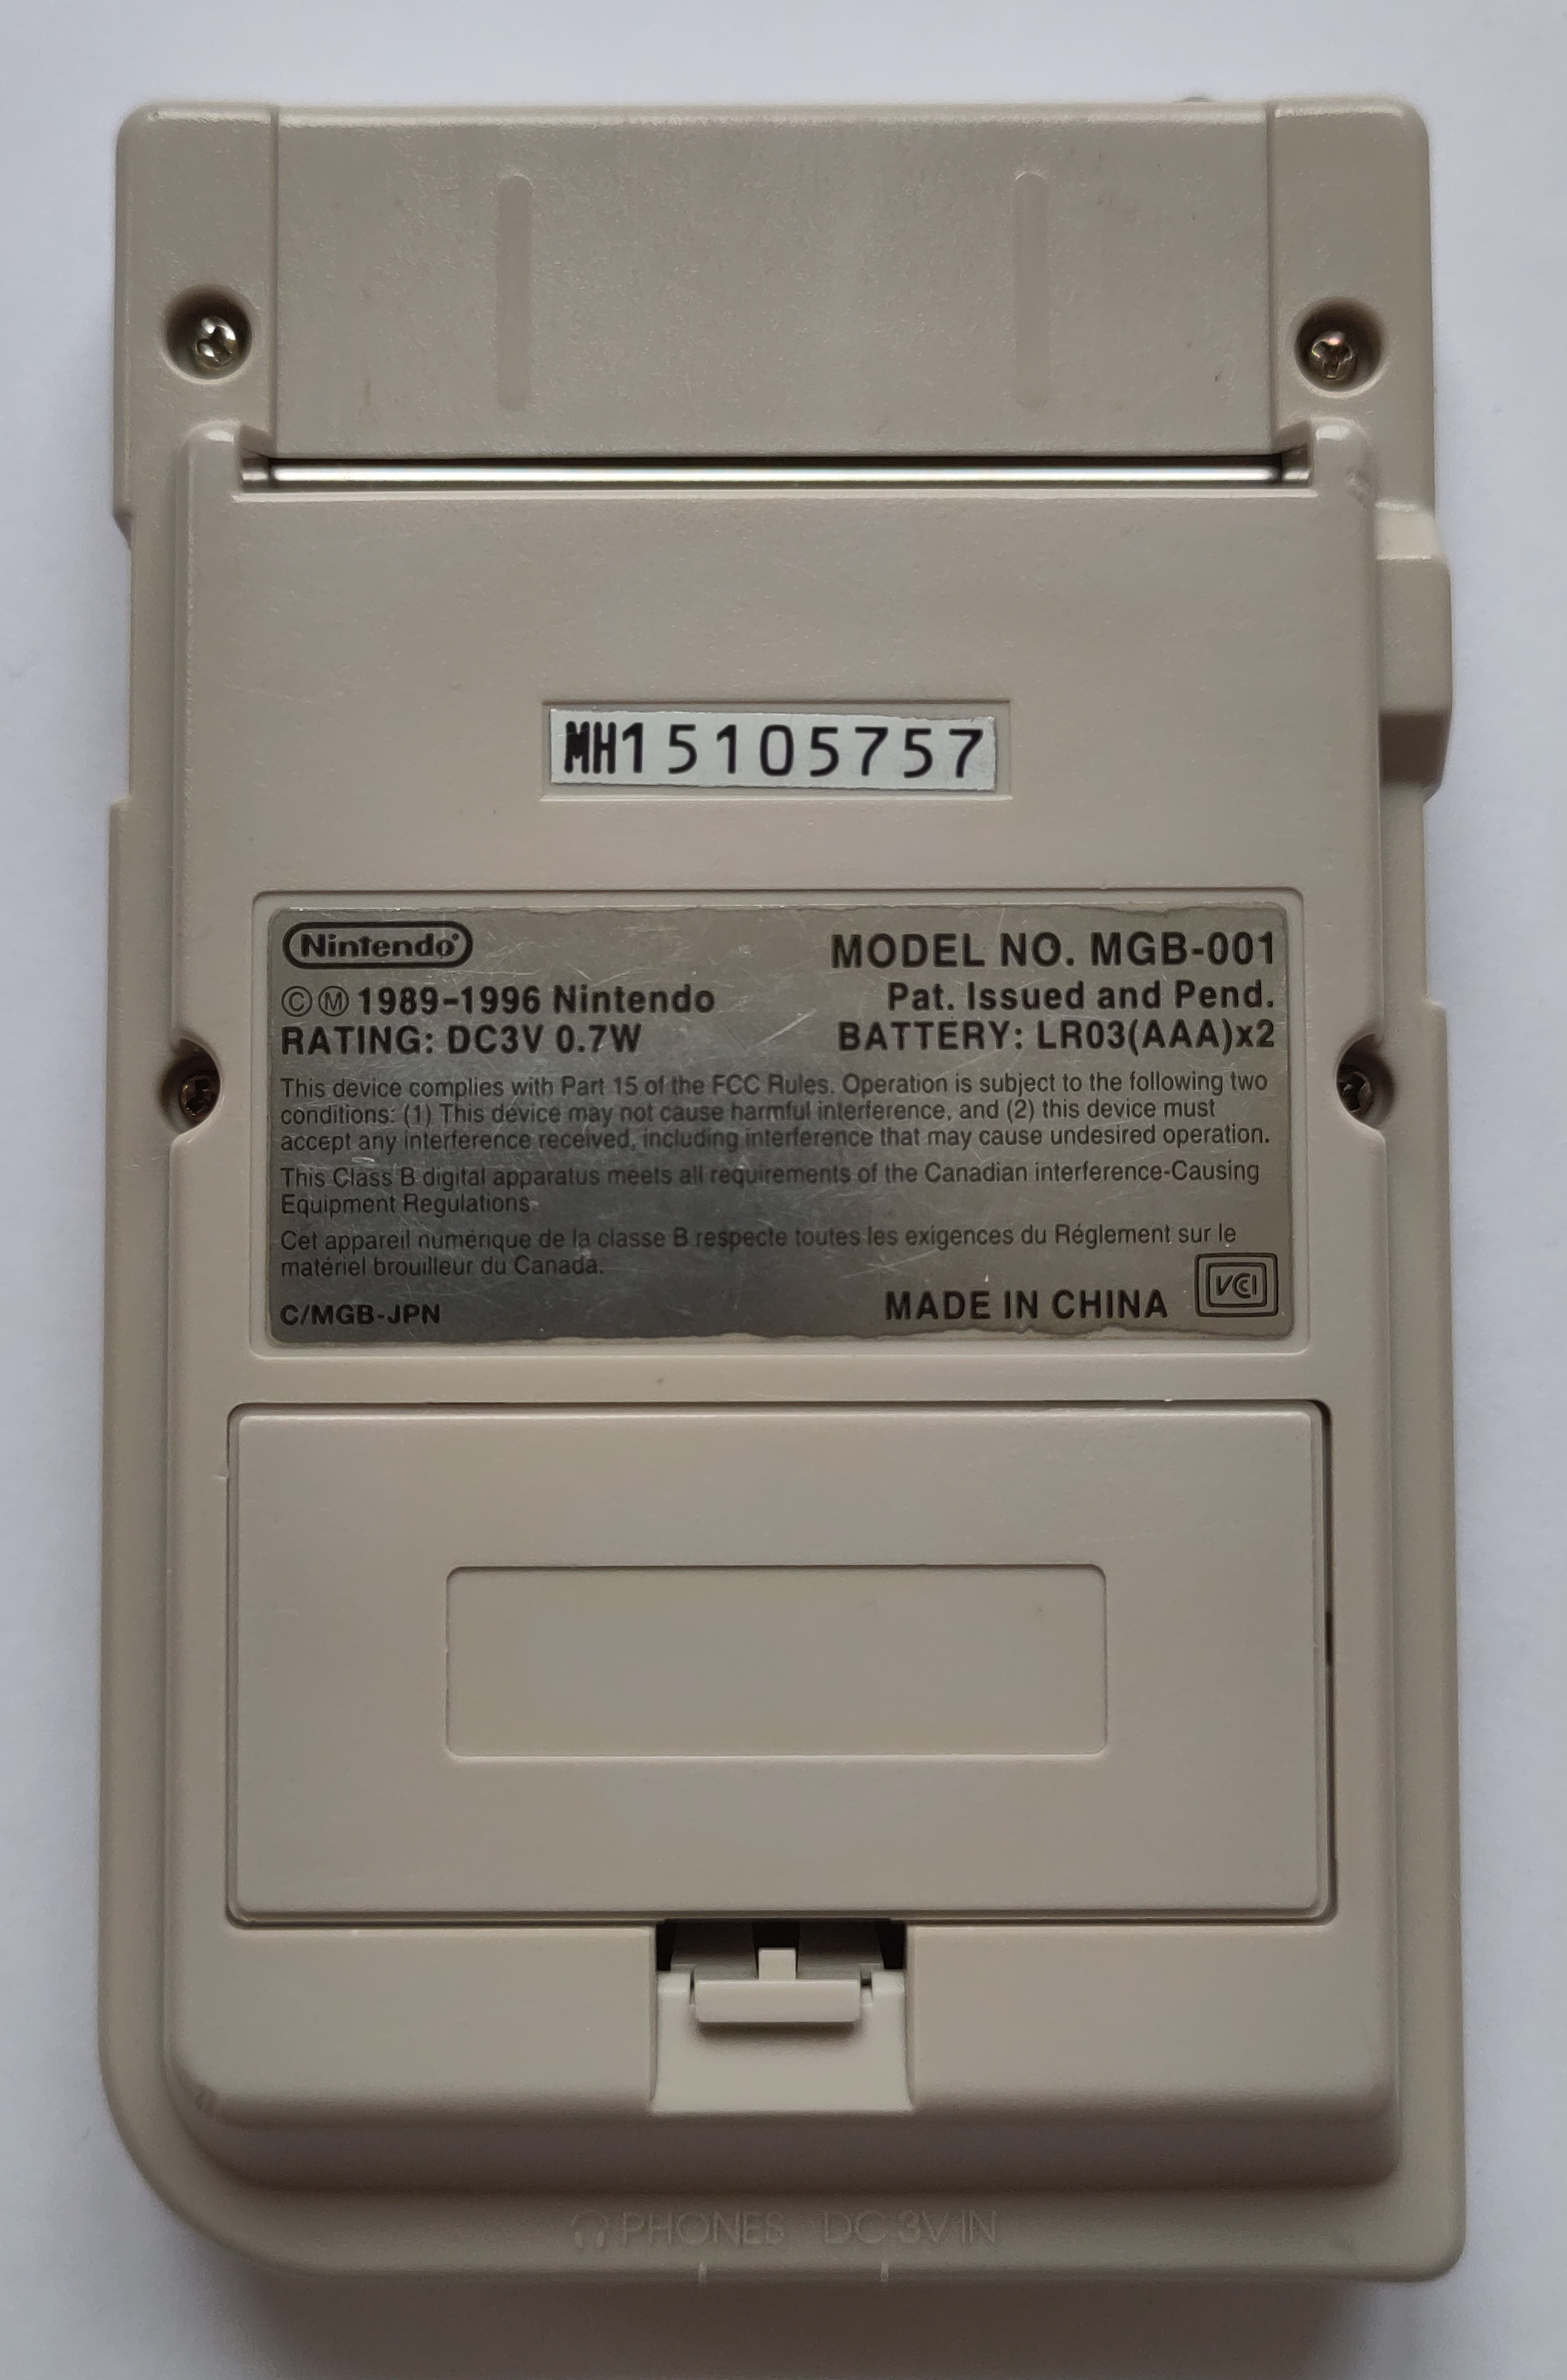 MH15105757
Nintendo®
MODEL NO. MGB-001
ⒸⓂ 1989-1996 Nintendo
Pat. Issued and Pend.
RATING: DC3V 0.7W
BATTERY: LR03(AAA)x2
This device complies with Part 15 of the FCC Rules. Operation is subject to the following two
conditions: (1) This device may not cause harmful interference, and (2) this device must
accept any interference received, including interference that may cause undesired operation.
This Class B digital apparatus meets all requirements of the Canadian interference-Causing
Equipment Regulations.
Cet appareil numérique de la classe B respecte toutes les exigences du Réglement sur le
matériel brouilleur du Canada.
C/MGB-JPN
MADE IN CHINA
VCI
PHONES DC 3V IN